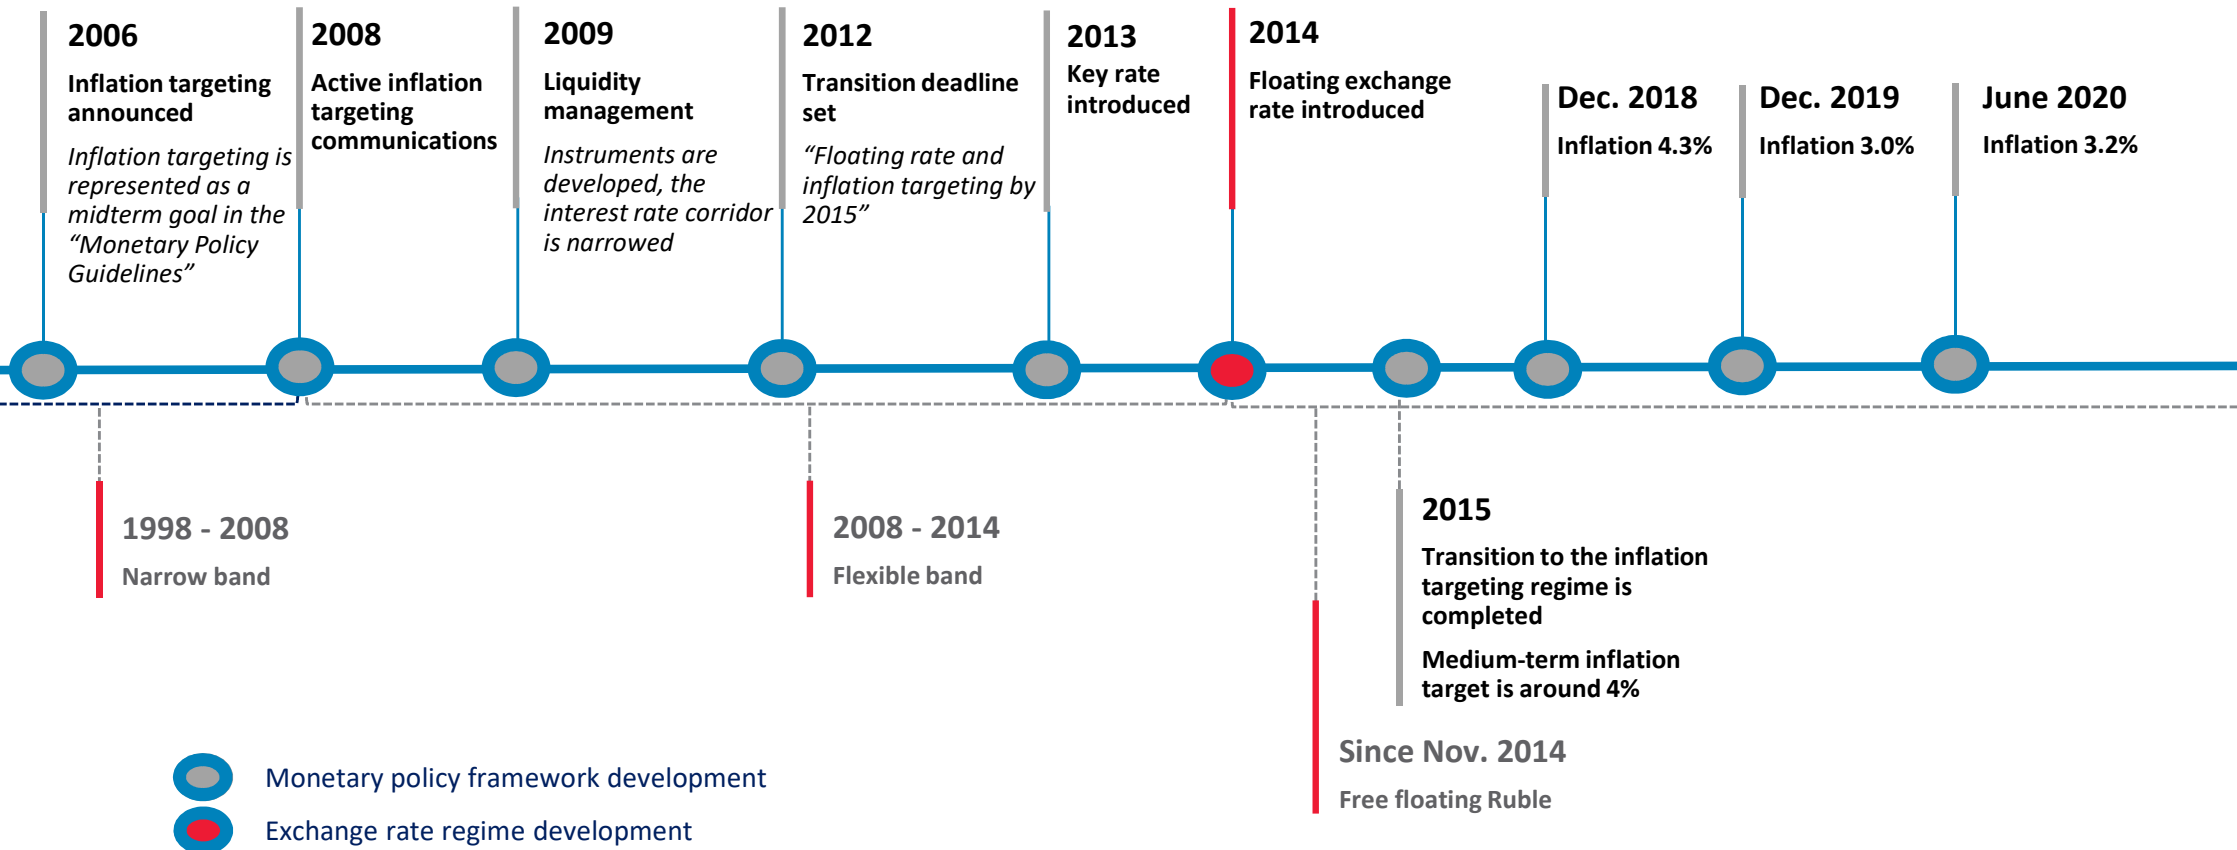 2006
Inflation targeting
announced
Inflation targeting is
represented as a
midterm goal in the
“Monetary Policy
Guidelines”
2008
Active inflation
targeting
communications
2009
Liquidity
management
Instruments are
developed, the
interest rate corridor
is narrowed
2012
Transition deadline
set
“Floating rate and
inflation targeting by
2015”
2013
Key rate
introduced
2014
Floating exchange
rate introduced
Dec. 2018
Inflation 4.3%
Dec. 2019
Inflation 3.0%
June 2020
Inflation 3.2%
1998 - 2008
Narrow band
2008 - 2014
Flexible band
2015
Transition to the inflation
targeting regime is
completed
Medium-term inflation
target is around 4%
Since Nov. 2014
Free floating Ruble
Monetary policy framework development
Exchange rate regime development